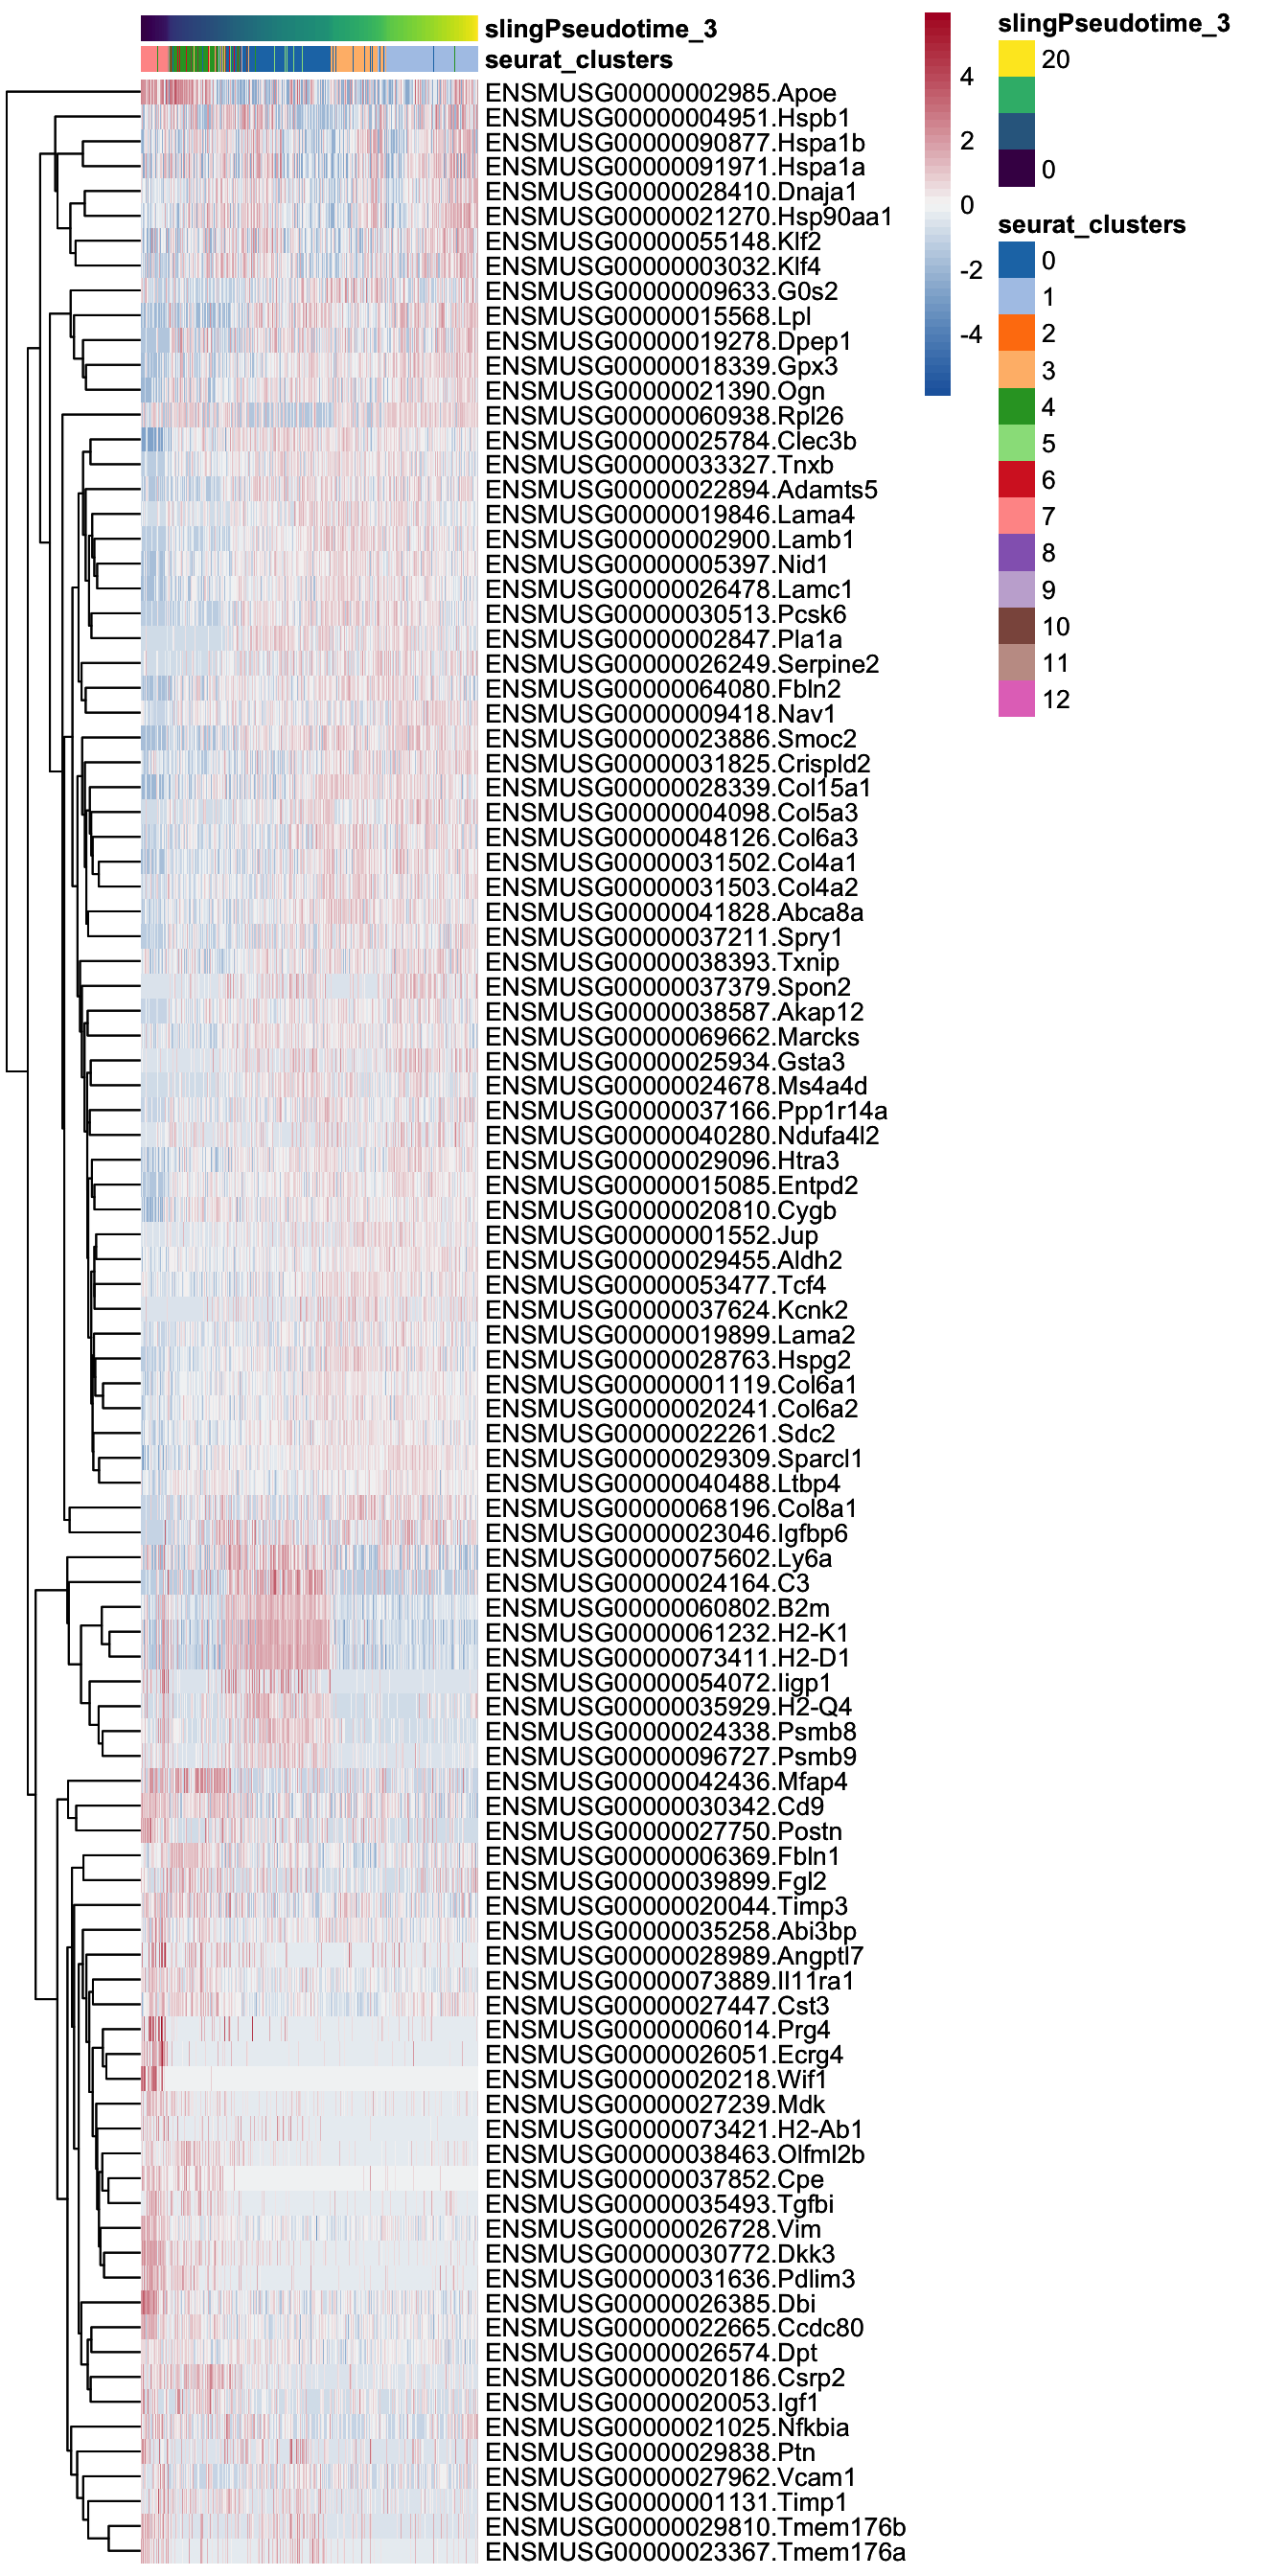 slingPseudotime_3
seurat_clusters
ENSMUSG00000002985.Apoe
ENSMUSG00000004951.Hspb1
ENSMUSG00000090877.Hspa1b
ENSMUSG00000091971.Hspa1a
ENSMUSG00000028410.Dnaja1
ENSMUSG00000021270.Hsp90aa1
ENSMUSG00000055148.Klf2
ENSMUSG00000003032.Klf4
ENSMUSG00000009633.G0s2
ENSMUSG00000015568.Lpl
ENSMUSG00000019278.Dpep1
ENSMUSG00000018339.Gpx3
ENSMUSG00000021390.Ogn
ENSMUSG00000060938.Rpl26
ENSMUSG00000025784.Clec3b
ENSMUSG00000033327.Tnxb
ENSMUSG00000022894.Adamts5
ENSMUSG00000019846.Lama4
ENSMUSG00000002900.Lamb1
ENSMUSG00000005397.Nid1
ENSMUSG00000026478.Lamc1
ENSMUSG00000030513.Pcsk6
ENSMUSG00000002847.Pla1a
ENSMUSG00000026249.Serpine2
ENSMUSG00000064080.Fbln2
ENSMUSG00000009418.Nav1
ENSMUSG00000023886.Smoc2
ENSMUSG00000031825.Crispld2
ENSMUSG00000028339.Col15a1
ENSMUSG00000004098.Col5a3
ENSMUSG00000048126.Col6a3
ENSMUSG00000031502.Col4a1
ENSMUSG00000031503.Col4a2
ENSMUSG00000041828.Abca8a
ENSMUSG00000037211.Spry1
ENSMUSG00000038393.Txnip
ENSMUSG00000037379.Spon2
ENSMUSG00000038587.Akap12
ENSMUSG00000069662.Marcks
ENSMUSG00000025934.Gsta3
ENSMUSG00000024678.Ms4a4d
ENSMUSG00000037166.Ppp1r14a
ENSMUSG00000040280.Ndufa4l2
ENSMUSG00000029096.Htra3
ENSMUSG00000015085.Entpd2
ENSMUSG00000020810.Cygb
ENSMUSG00000001552.Jup
ENSMUSG00000029455.Aldh2
ENSMUSG00000053477.Tcf4
ENSMUSG00000037624.Kcnk2
ENSMUSG00000019899.Lama2
ENSMUSG00000028763.Hspg2
ENSMUSG00000001119.Col6a1
ENSMUSG00000020241.Col6a2
ENSMUSG00000022261.Sdc2
ENSMUSG00000029309.Sparcl1
ENSMUSG00000040488.Ltbp4
ENSMUSG00000068196.Col8a1
ENSMUSG00000023046.Igfbp6
ENSMUSG00000075602.Ly6a
ENSMUSG00000024164.C3
ENSMUSG00000060802.B2m
ENSMUSG00000061232.H2-K1
ENSMUSG00000073411.H2-D1
ENSMUSG00000054072.Iigp1
ENSMUSG00000035929.H2-Q4
ENSMUSG00000024338.Psmb8
ENSMUSG00000096727.Psmb9
ENSMUSG00000042436.Mfap4
ENSMUSG00000030342.Cd9
ENSMUSG00000027750.Postn
ENSMUSG00000006369.Fbln1
ENSMUSG00000039899.Fgl2
ENSMUSG00000020044.Timp3
ENSMUSG00000035258.Abi3bp
ENSMUSG00000028989.Angptl7
ENSMUSG00000073889.Il11ra1
ENSMUSG00000027447.Cst3
ENSMUSG00000006014.Prg4
ENSMUSG00000026051.Ecrg4
ENSMUSG00000020218.Wif1
ENSMUSG00000027239.Mdk
ENSMUSG00000073421.H2-Ab1
ENSMUSG00000038463.Olfml2b
ENSMUSG00000037852.Cpe
ENSMUSG00000035493.Tgfbi
ENSMUSG00000026728.Vim
ENSMUSG00000030772.Dkk3
ENSMUSG00000031636.Pdlim3
ENSMUSG00000026385.Dbi
ENSMUSG00000022665.Ccdc80
ENSMUSG00000026574.Dpt
ENSMUSG00000020186.Csrp2
ENSMUSG00000020053.Igf1
ENSMUSG00000021025.Nfkbia
ENSMUSG00000029838.Ptn
ENSMUSG00000027962.Vcam1
ENSMUSG00000001131.Timp1
ENSMUSG00000029810.Tmem176b
ENSMUSG00000023367.Tmem176a
4
2
0
-2
-4
slingPseudotime_3
20
0
seurat_clusters
0
1
2
3
4
5
6
7
8
9
10
11
12